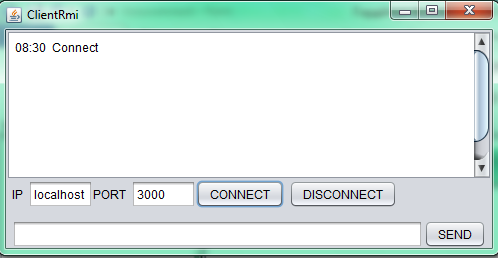 ClientRmi
08:30 Connect
IP localhost PORT 3000 CONNECT DISCONNECT
SEND